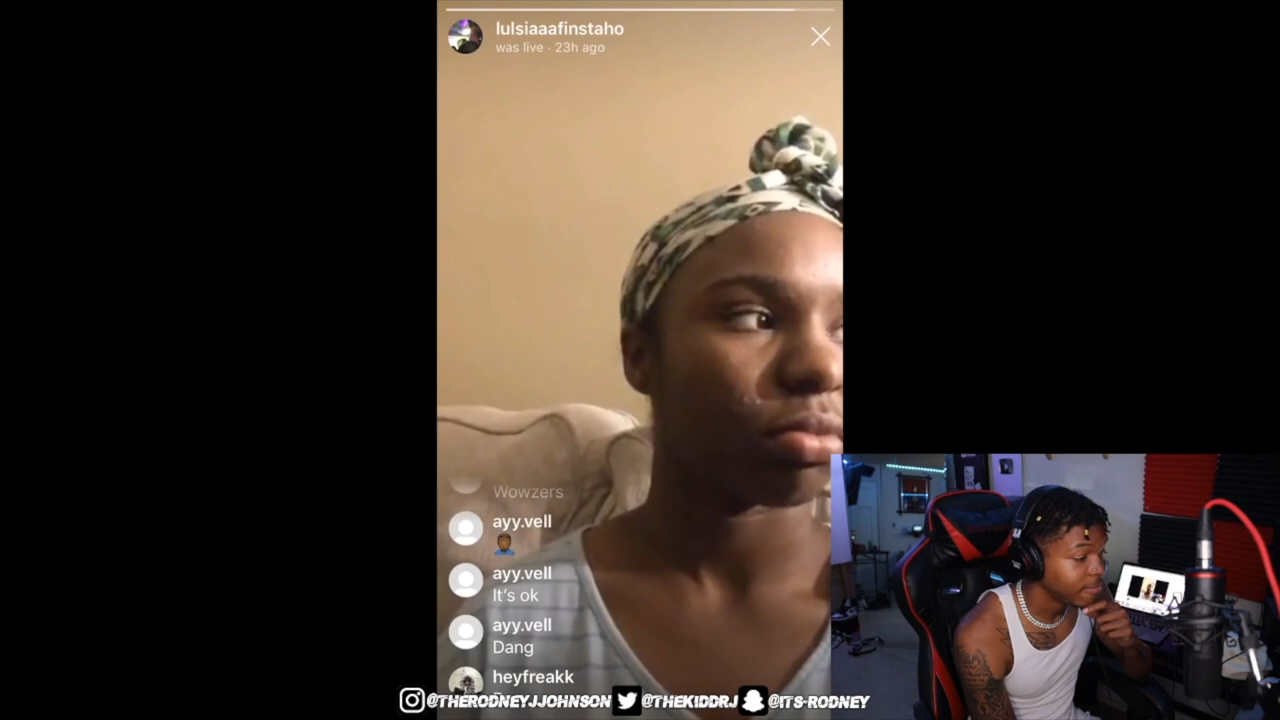 lulsiaaafinstaho
was live · 23h ago
Wowzers
ayy.vell
ayy.vell
It's ok
ayy.vell
Dang
heyfreakk
@THERODNEYJJOHNSON @THEKIDDRJ @ITS-RODNEY